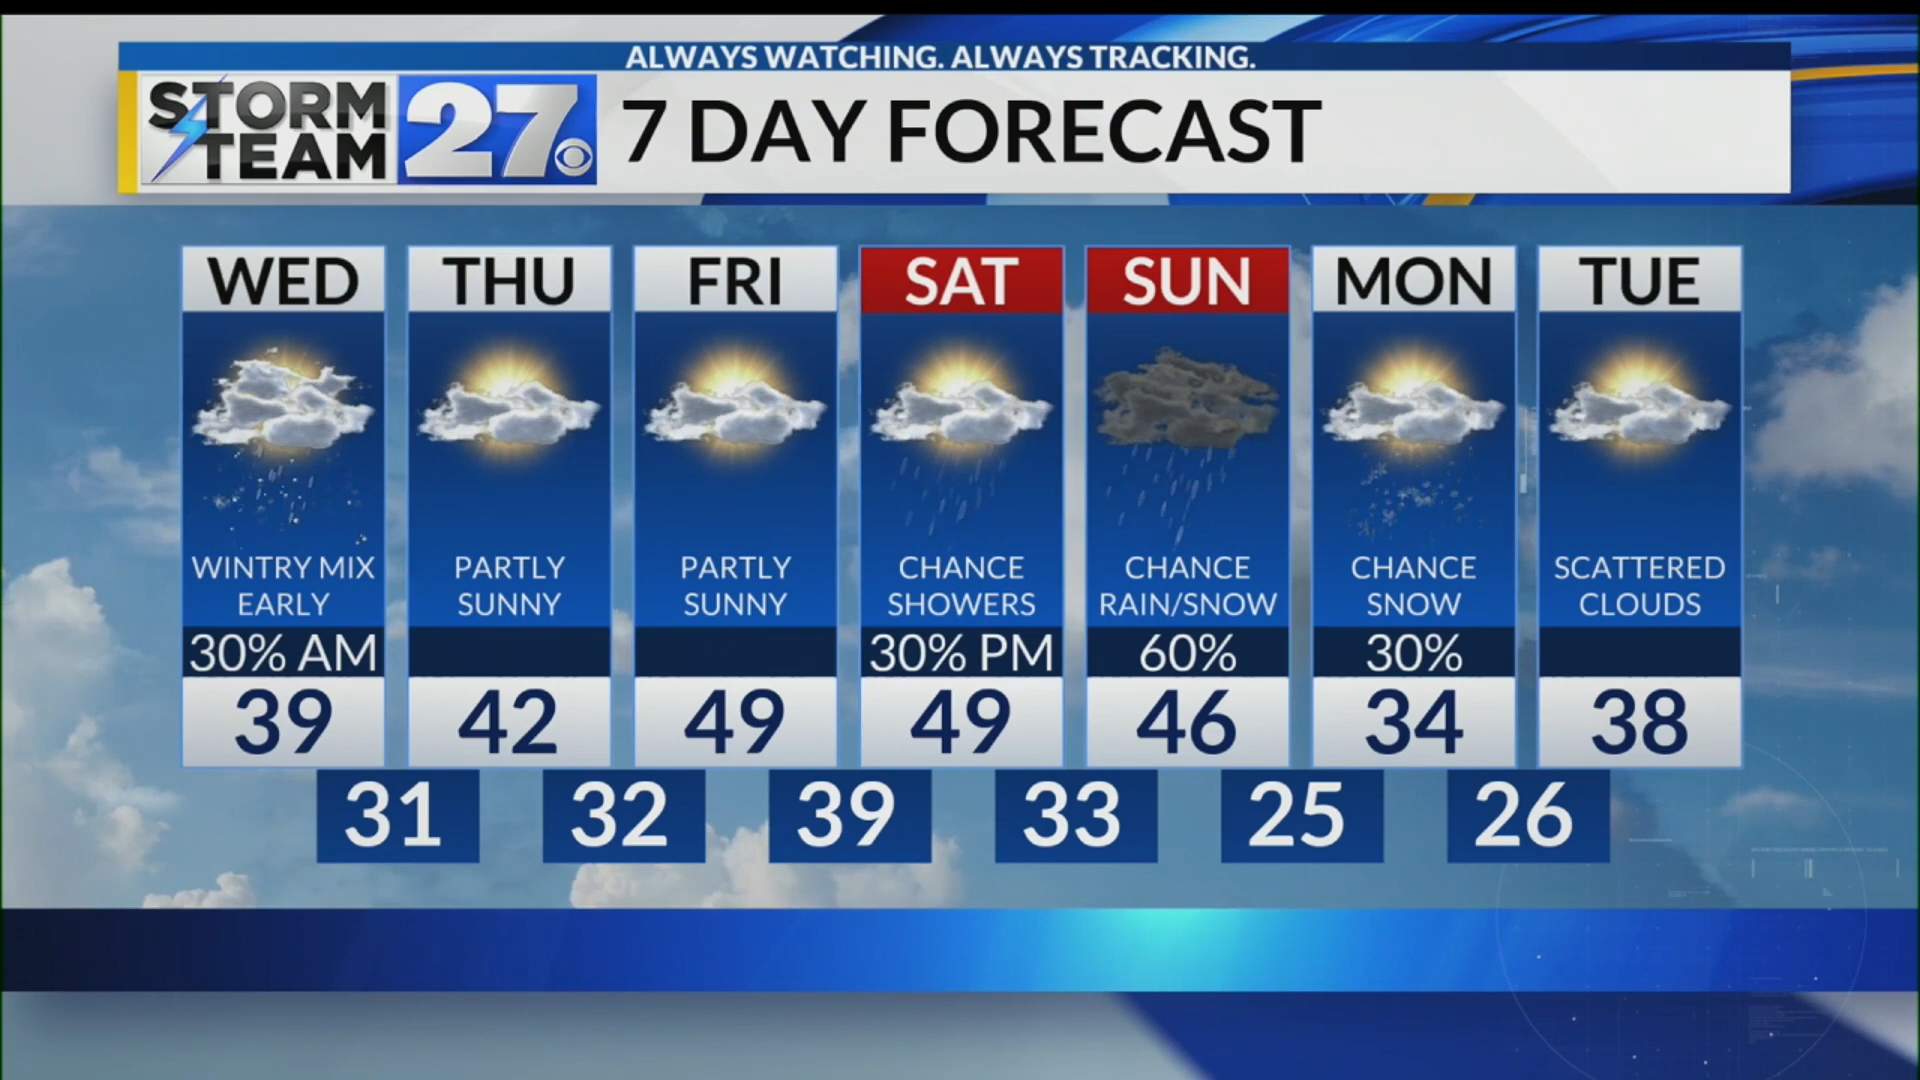 ALWAYS WATCHING. ALWAYS TRACKING.
STORM
TEAM
27
7 DAY FORECAST
WED
THU
FRI
SAT
SUN
MON
TUE
WINTRY MIX
EARLY
PARTLY
SUNNY
PARTLY
SUNNY
CHANCE
SHOWERS
CHANCE
RAIN/SNOW
CHANCE
SNOW
SCATTERED
CLOUDS
30% AM
30% PM
60%
30%
39
42
49
49
46
34
38
31
32
39
33
25
26